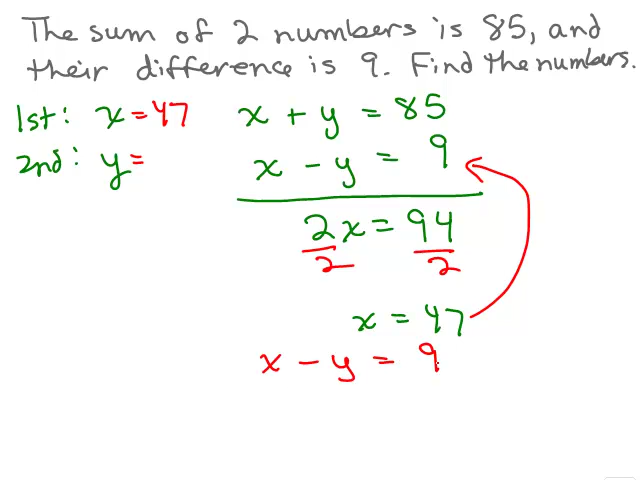 The sum of 2 numbers is 85, and
their difference is 9. Find the numbers.
1st: x = 47
2nd: y =
x + y = 85
x - y = 9
2x = 94
2 2
x = 47
x - y = 9